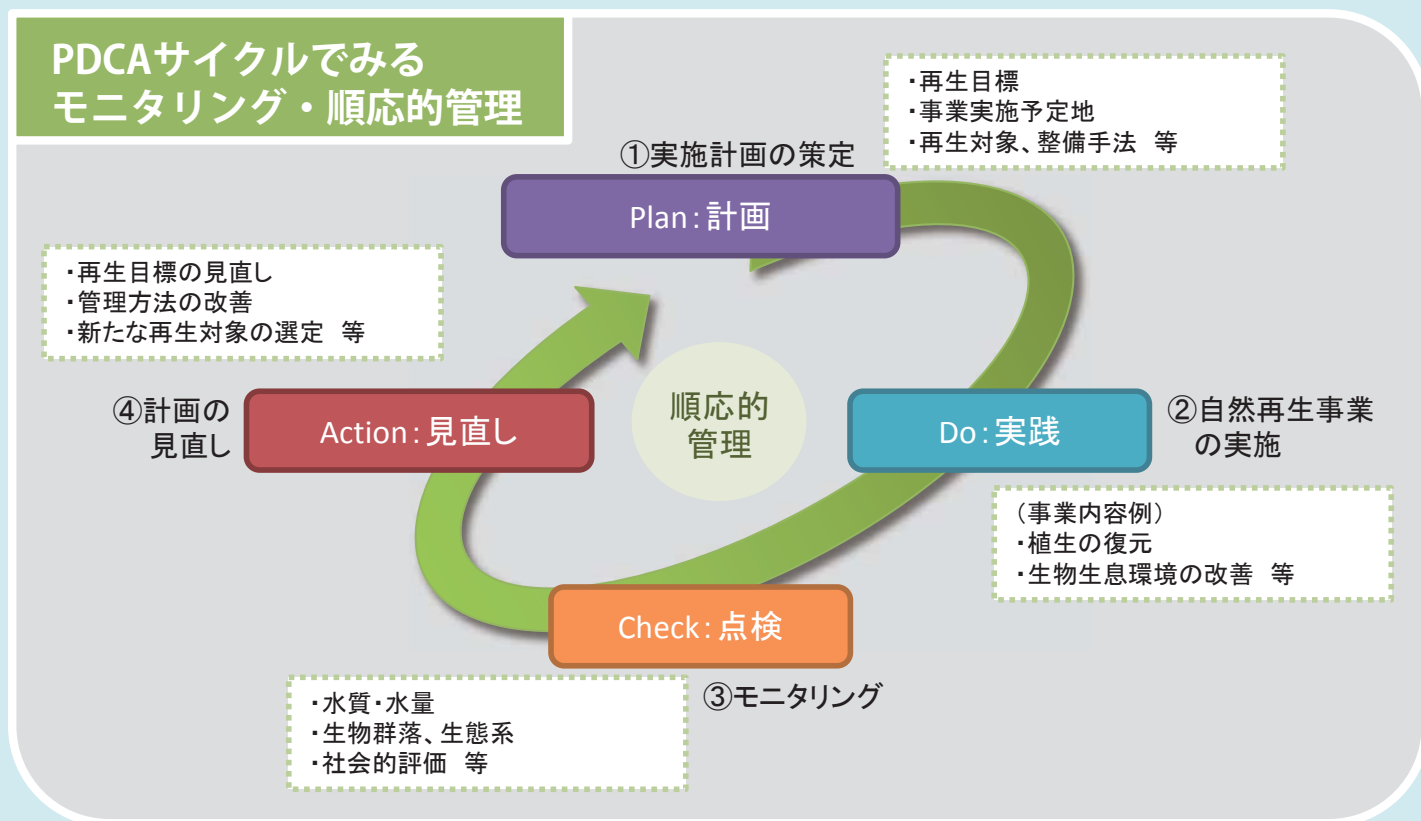 PDCAサイクルでみる
モニタリング・順応的管理
・再生目標
・事業実施予定地
・再生対象、整備手法　等
①実施計画の策定
Plan：計画
・再生目標の見直し
・管理方法の改善
・新たな再生対象の選定　等
④計画の
見直し
Action：見直し
順応的
管理
Do：実践
②自然再生事業
の実施
（事業内容例）
・植生の復元
・生物生息環境の改善　等
Check：点検
③モニタリング
・水質・水量
・生物群落、生態系
・社会的評価　等